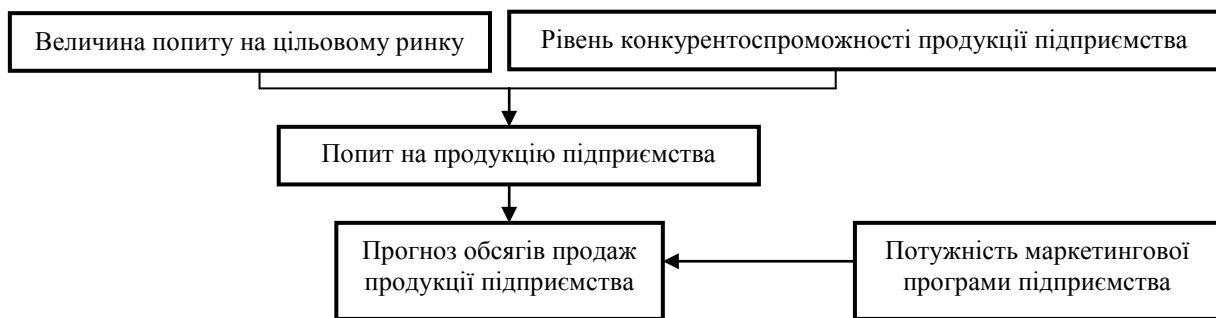 Величина попиту на цільовому ринку
Рівень конкурентоспроможності продукції підприємства
Попит на продукцію підприємства
Прогноз обсягів продаж
продукції підприємства
Потужність маркетингової
програми підприємства